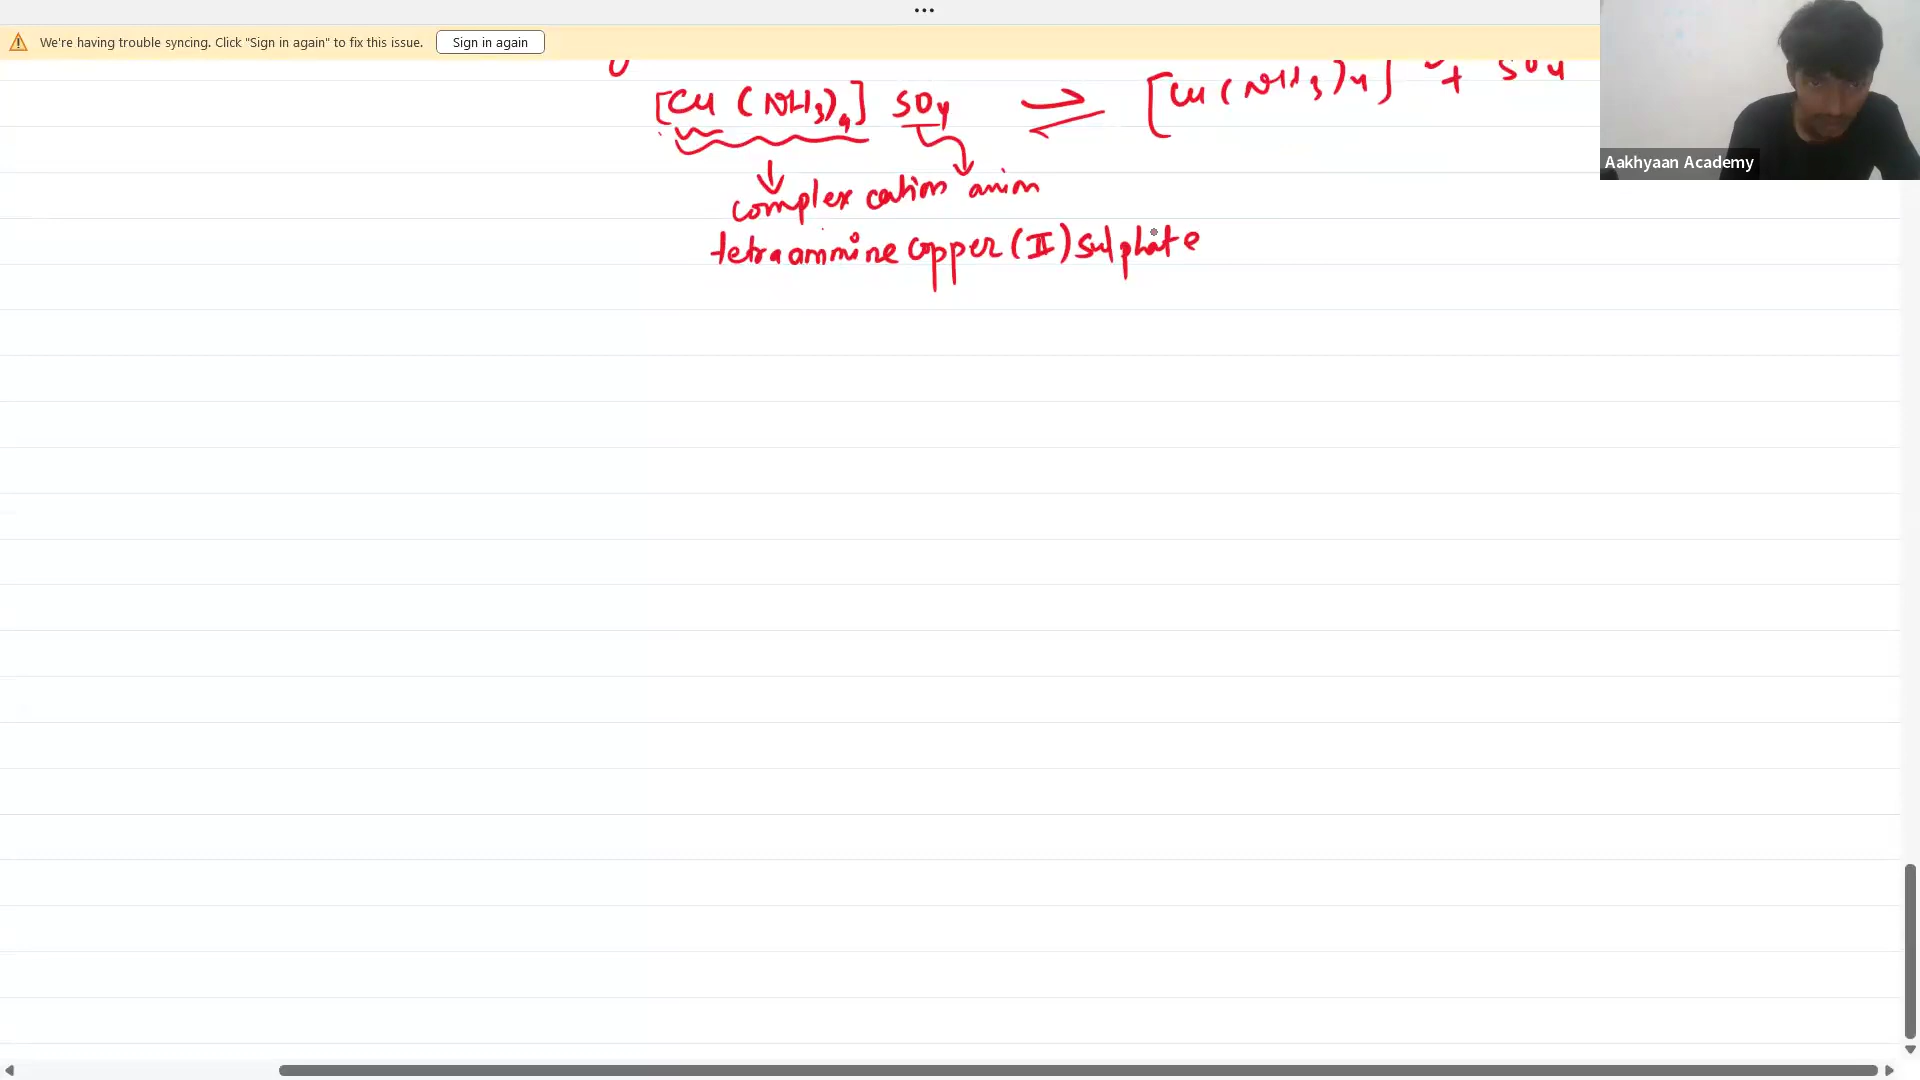 •••
We're having trouble syncing. Click "Sign in again" to fix this issue. Sign in again
[Cu (NH3)4] SO4 ⇌ [Cu(NH3)4] + SO4
complex cation anion
tetraammine copper (II) sulphate
Aakhyaan Academy